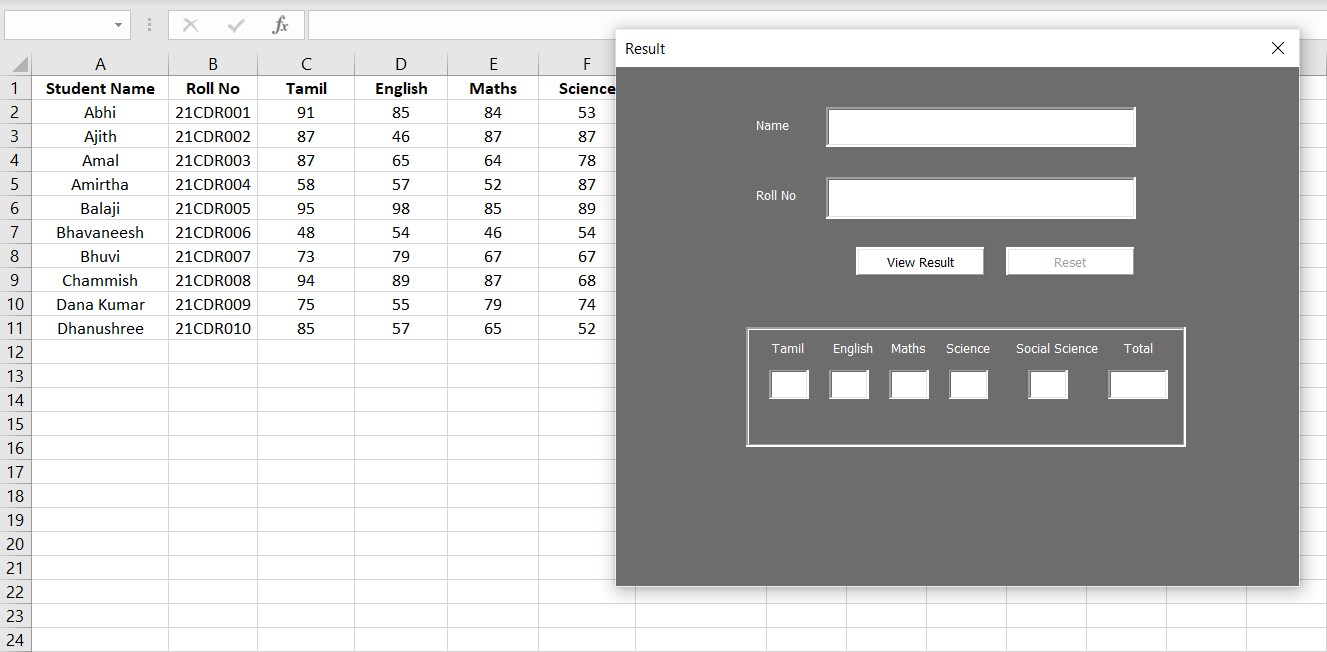 fx
Result
A B C D E F
1 Student Name Roll No Tamil English Maths Science
2 Abhi 21CDR001 91 85 84 53
3 Ajith 21CDR002 87 46 87 87
4 Amal 21CDR003 87 65 64 78
5 Amirtha 21CDR004 58 57 52 87
6 Balaji 21CDR005 95 98 85 89
7 Bhavaneesh 21CDR006 48 54 46 54
8 Bhuvi 21CDR007 73 79 67 67
9 Chammish 21CDR008 94 89 87 68
10 Dana Kumar 21CDR009 75 55 79 74
11 Dhanushree 21CDR010 85 57 65 52
12
13
14
15
16
17
18
19
20
21
22
23
24
Name
Roll No
View Result Reset
Tamil English Maths Science Social Science Total